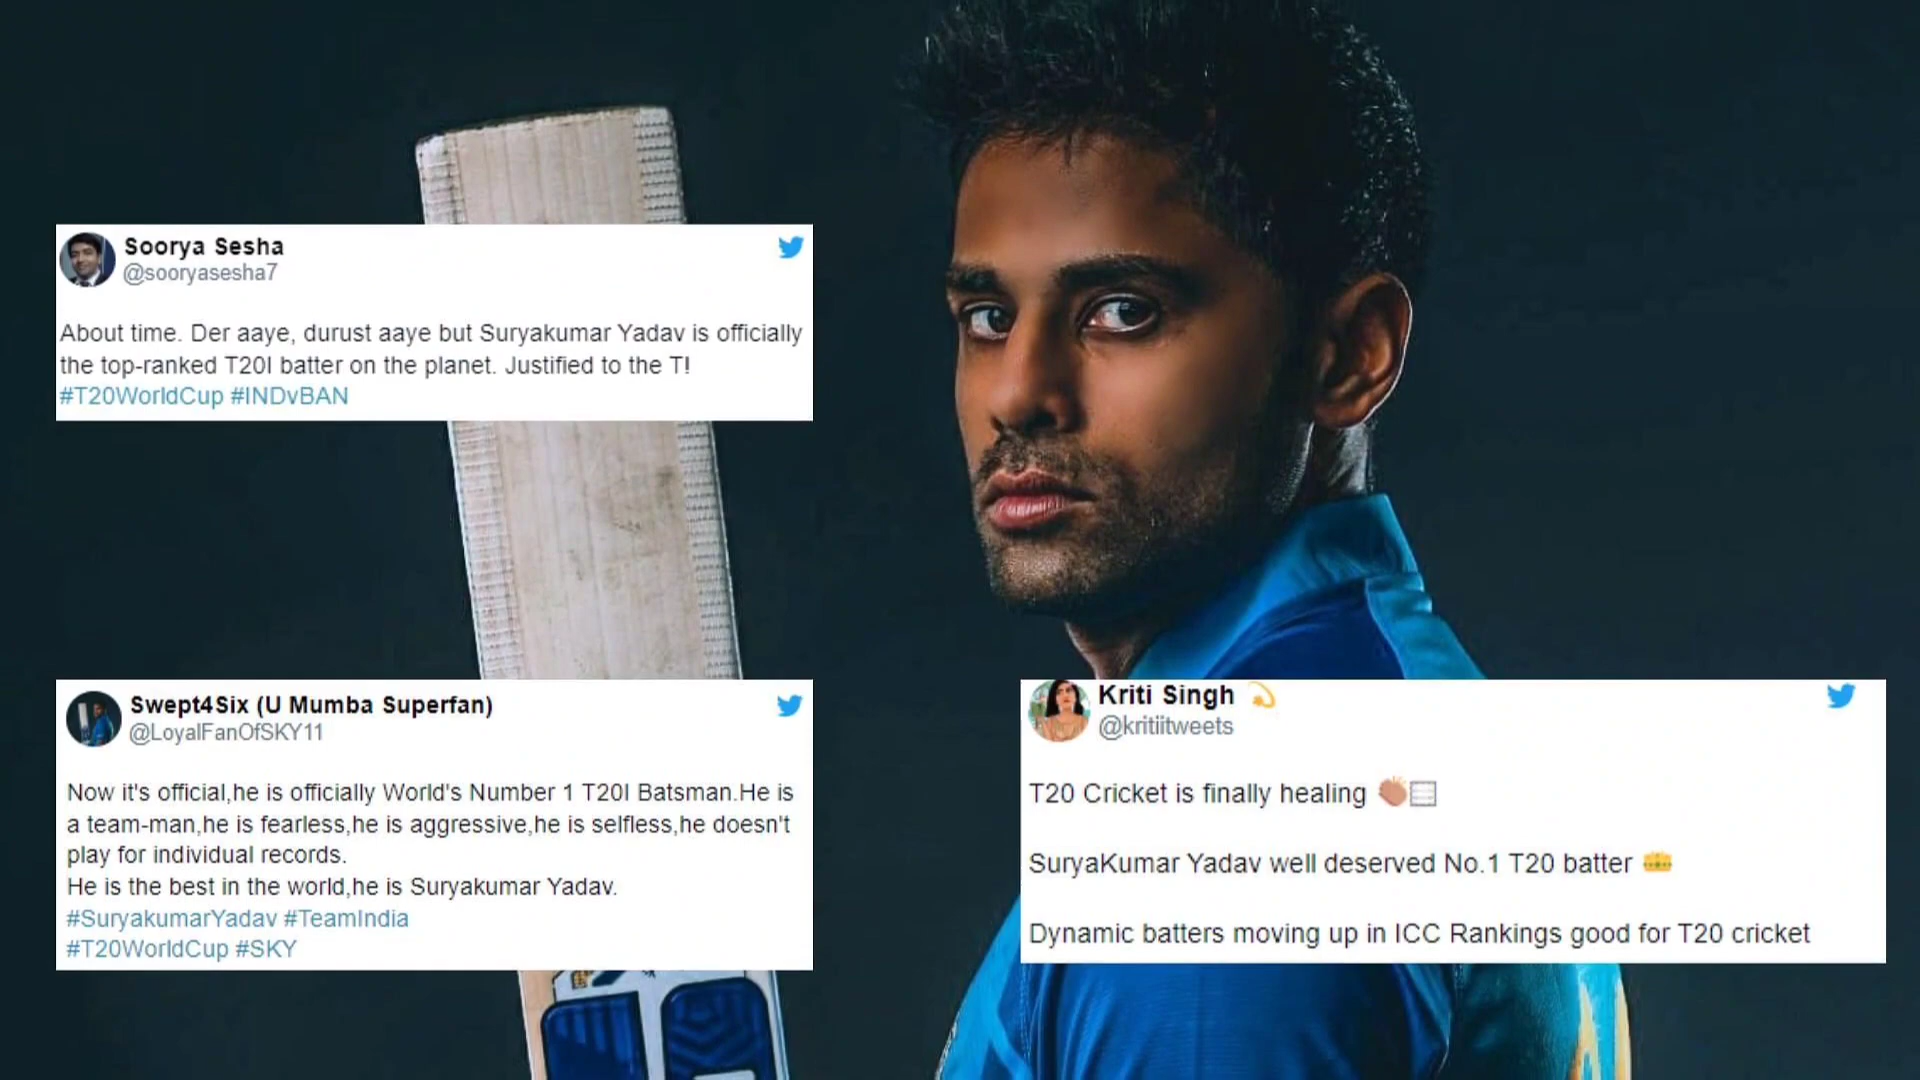 Soorya Sesha
@sooryasesha7
About time. Der aaye, durust aaye but Suryakumar Yadav is officially
the top-ranked T20I batter on the planet. Justified to the T!
#T20WorldCup #INDvBAN
Swept4Six (U Mumba Superfan)
@LoyalFanOfSKY11
Now it's official,he is officially World's Number 1 T20I Batsman.He is
a team-man,he is fearless,he is aggressive,he is selfless,he doesn't
play for individual records.
He is the best in the world,he is Suryakumar Yadav.
#SuryakumarYadav #TeamIndia
#T20WorldCup #SKY
Kriti Singh 💫
@kritiitweets
T20 Cricket is finally healing 👏🏻
SuryaKumar Yadav well deserved No.1 T20 batter 👑
Dynamic batters moving up in ICC Rankings good for T20 cricket